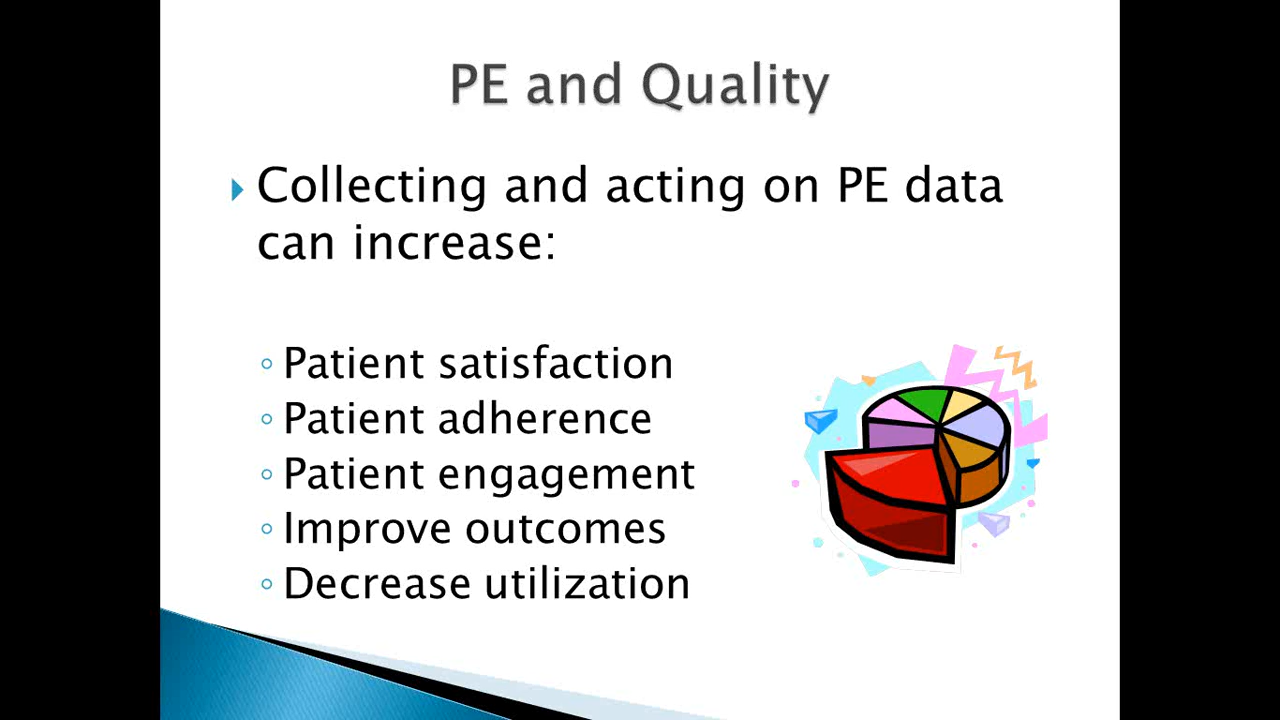 PE and Quality
Collecting and acting on PE data
can increase:
Patient satisfaction
Patient adherence
Patient engagement
Improve outcomes
Decrease utilization